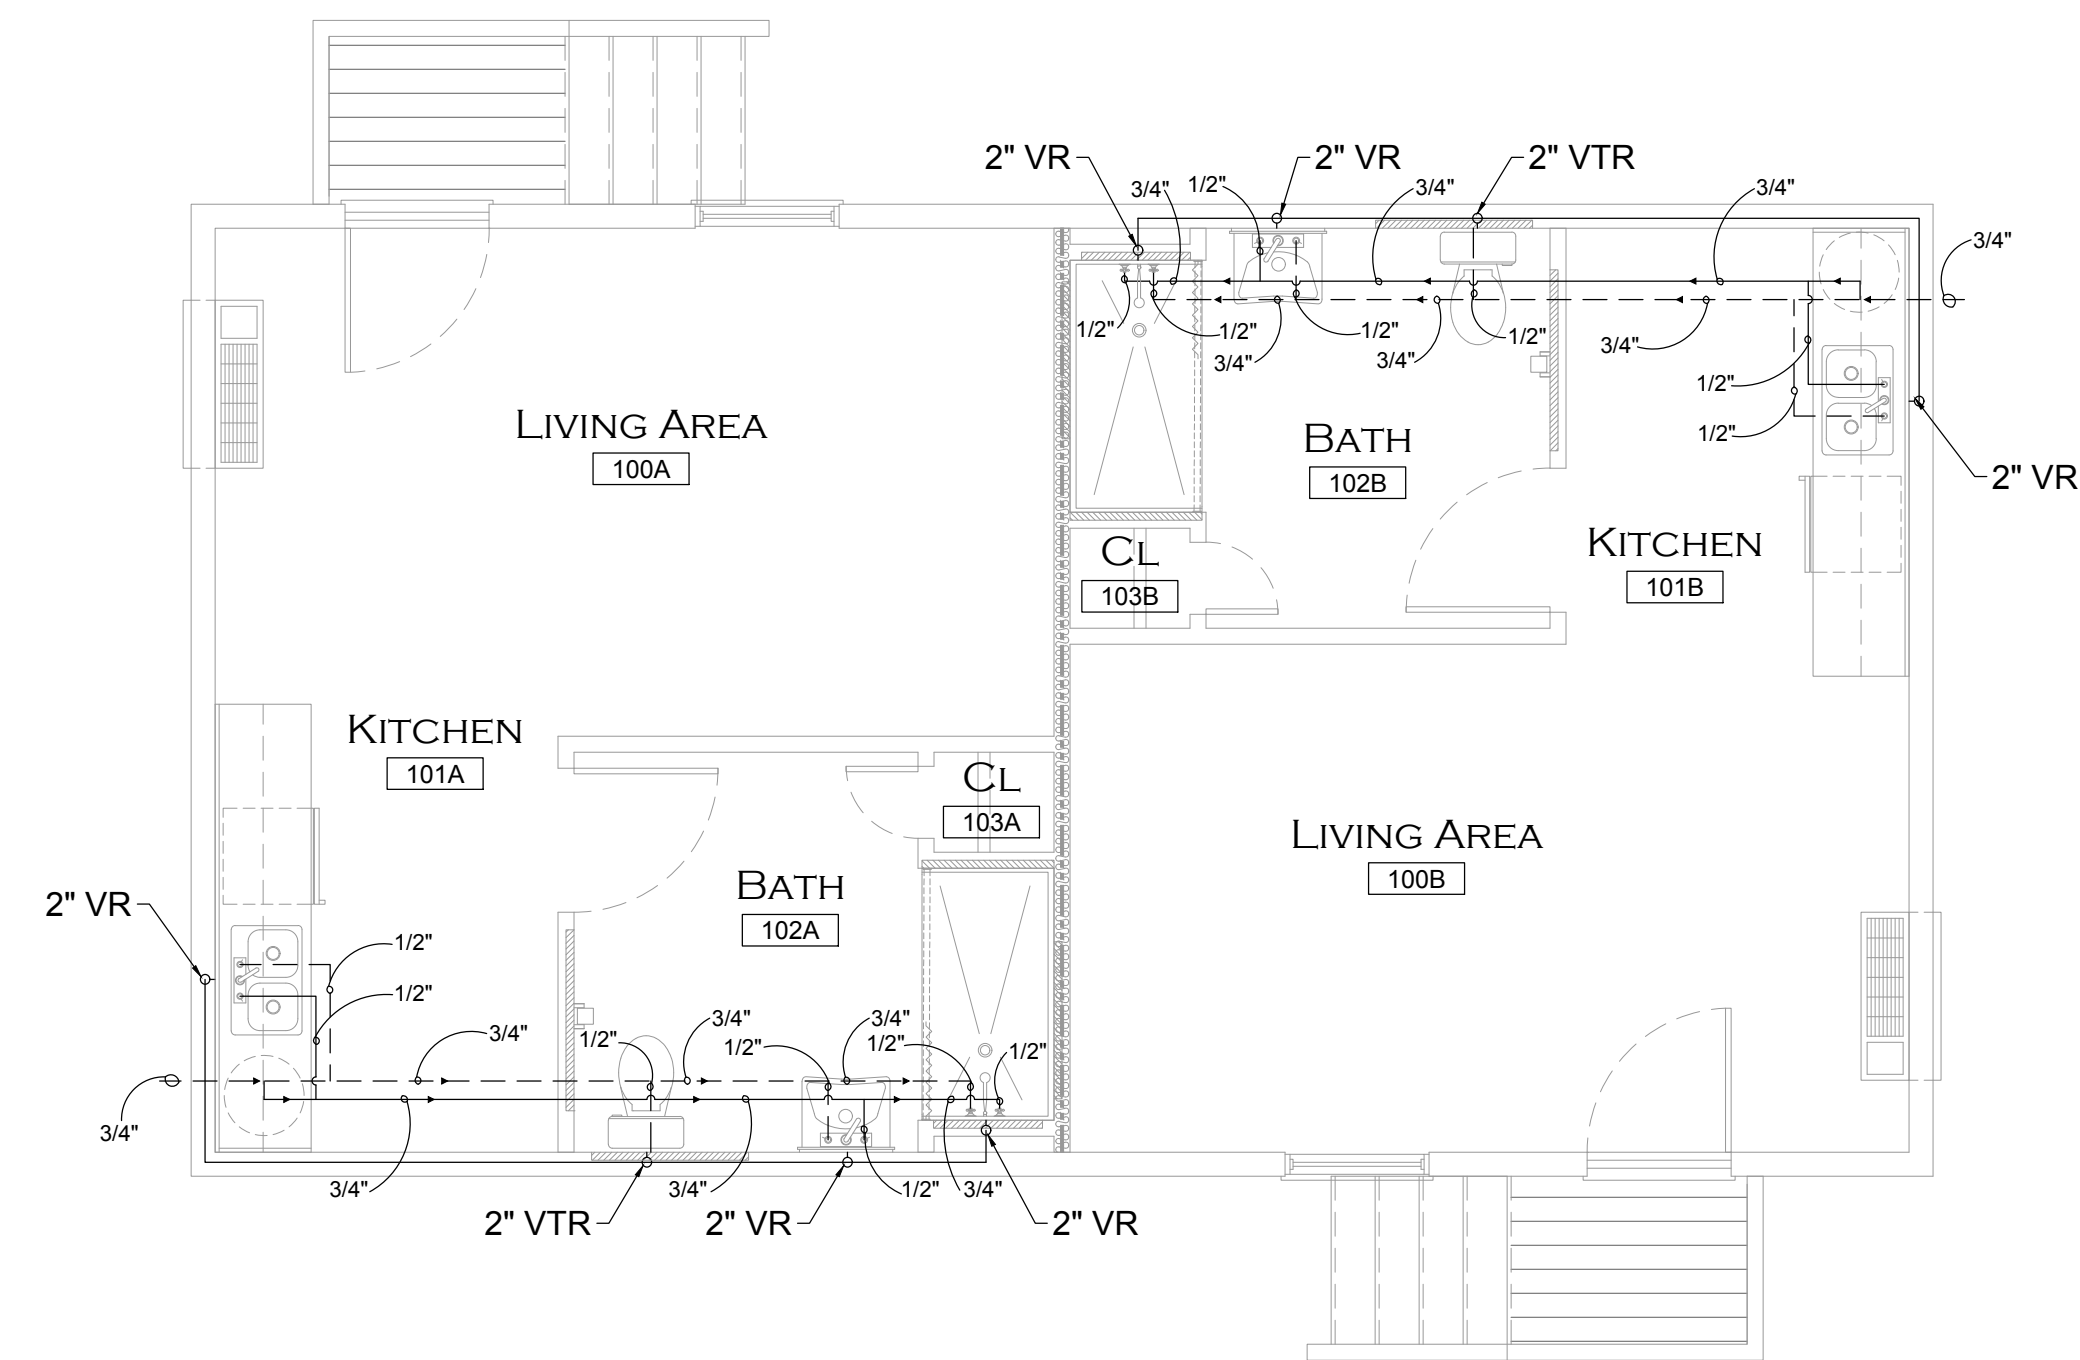 2" VR
2" VR
2" VTR
3/4"
1/2"
3/4"
3/4"
3/4"
1/2"
1/2"
1/2"
1/2"
3/4"
3/4"
3/4"
1/2"
1/2"
2" VR
LIVING AREA
100A
BATH
102B
KITCHEN
101B
CL
103B
KITCHEN
101A
CL
103A
LIVING AREA
100B
BATH
102A
2" VR
1/2"
1/2"
3/4"
1/2"
3/4"
1/2"
3/4"
1/2"
1/2"
3/4"
3/4"
3/4"
1/2"
3/4"
2" VTR
2" VR
2" VR